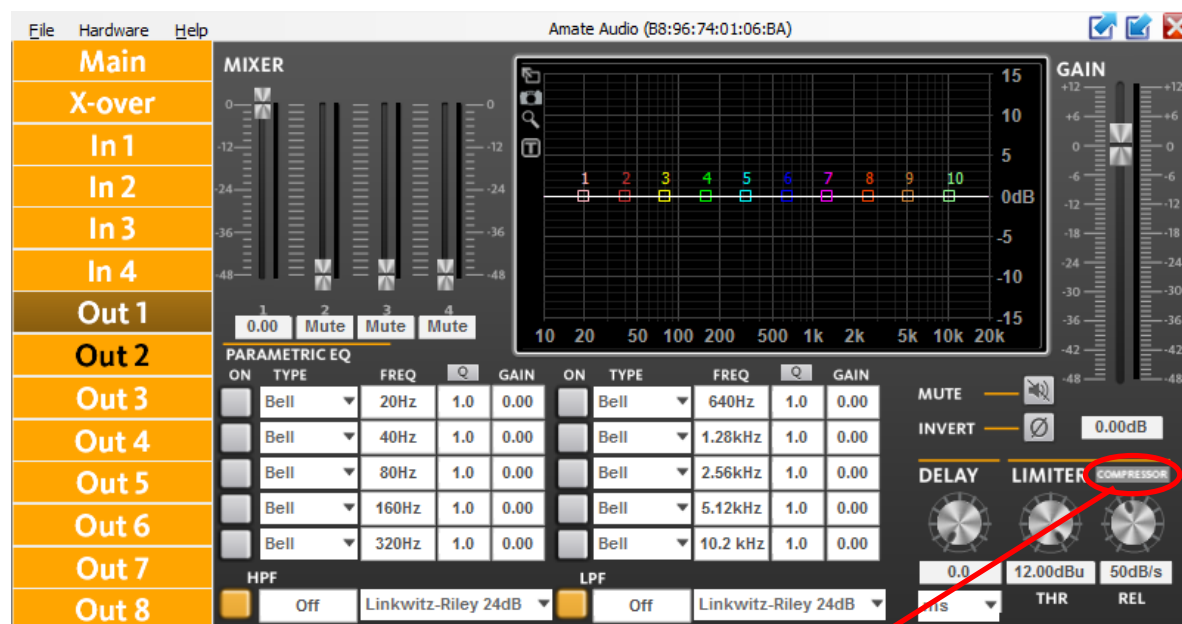 File Hardware Help Amate Audio (B8:96:74:01:06:BA)
Main
X-over
In 1
In 2
In 3
In 4
Out 1
Out 2
Out 3
Out 4
Out 5
Out 6
Out 7
Out 8
MIXER
0 0
-12 -12
-24 -24
-36 -36
-48 -48
1 2 3 4
0.00 Mute Mute Mute
T
15
10
5
0dB
-5
-10
-15
1 2 3 4 5 6 7 8 9 10
10 20 50 100 200 500 1k 2k 5k 10k 20k
GAIN
+12 +12
+6 +6
0 0
-6 -6
-12 -12
-18 -18
-24 -24
-30 -30
-36 -36
-42 -42
-48 -48
PARAMETRIC EQ
ON TYPE FREQ Q GAIN ON TYPE FREQ Q GAIN
Bell 20Hz 1.0 0.00 Bell 640Hz 1.0 0.00
Bell 40Hz 1.0 0.00 Bell 1.28kHz 1.0 0.00
Bell 80Hz 1.0 0.00 Bell 2.56kHz 1.0 0.00
Bell 160Hz 1.0 0.00 Bell 5.12kHz 1.0 0.00
Bell 320Hz 1.0 0.00 Bell 10.2 kHz 1.0 0.00
HPF LPF
Off Linkwitz-Riley 24dB Off Linkwitz-Riley 24dB
MUTE
INVERT Ø 0.00dB
DELAY LIMITER COMPRESSOR
0.0 12.00dBu 50dB/s
ms THR REL